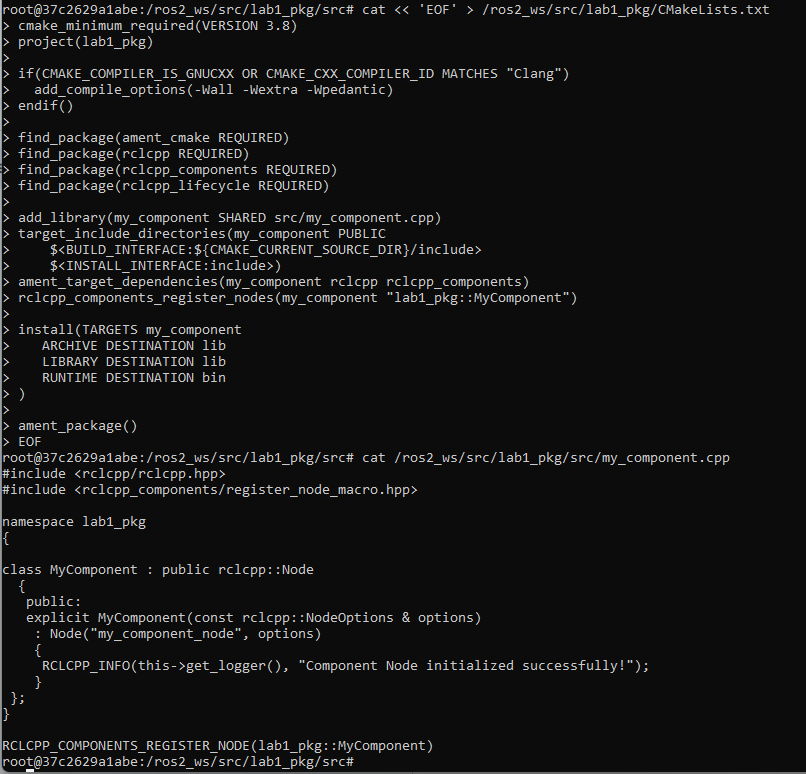 root@37c2629a1abe:/ros2_ws/src/lab1_pkg/src# cat << 'EOF' > /ros2_ws/src/lab1_pkg/CMakeLists.txt
> cmake_minimum_required(VERSION 3.8)
> project(lab1_pkg)
>
> if(CMAKE_COMPILER_IS_GNUCXX OR CMAKE_CXX_COMPILER_ID MATCHES "Clang")
>   add_compile_options(-Wall -Wextra -Wpedantic)
> endif()
>
> find_package(ament_cmake REQUIRED)
> find_package(rclcpp REQUIRED)
> find_package(rclcpp_components REQUIRED)
> find_package(rclcpp_lifecycle REQUIRED)
>
> add_library(my_component SHARED src/my_component.cpp)
> target_include_directories(my_component PUBLIC
>     $<BUILD_INTERFACE:${CMAKE_CURRENT_SOURCE_DIR}/include>
>     $<INSTALL_INTERFACE:include>)
> ament_target_dependencies(my_component rclcpp rclcpp_components)
> rclcpp_components_register_nodes(my_component "lab1_pkg::MyComponent")
>
> install(TARGETS my_component
>    ARCHIVE DESTINATION lib
>    LIBRARY DESTINATION lib
>    RUNTIME DESTINATION bin
> )
>
> ament_package()
> EOF
root@37c2629a1abe:/ros2_ws/src/lab1_pkg/src# cat /ros2_ws/src/lab1_pkg/src/my_component.cpp
#include <rclcpp/rclcpp.hpp>
#include <rclcpp_components/register_node_macro.hpp>

namespace lab1_pkg
{

class MyComponent : public rclcpp::Node
  {
   public:
   explicit MyComponent(const rclcpp::NodeOptions & options)
    : Node("my_component_node", options)
    {
     RCLCPP_INFO(this->get_logger(), "Component Node initialized successfully!");
    }
 };
}

RCLCPP_COMPONENTS_REGISTER_NODE(lab1_pkg::MyComponent)
root@37c2629a1abe:/ros2_ws/src/lab1_pkg/src#